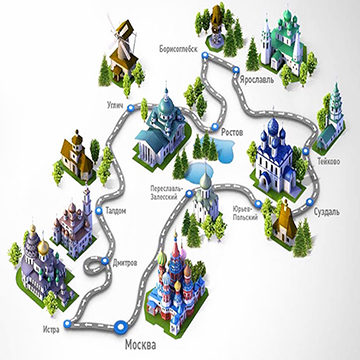 Борисоглебск
Ярославль
Углич
Ростов
Тейково
Переславль-
Залесский
Юрьев-
Польский
Суздаль
Талдом
Дмитров
Истра
Москва